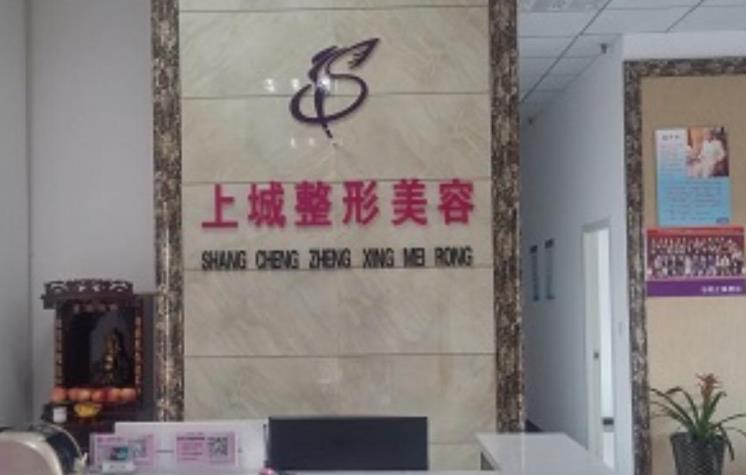 上城整形美容
SHANG CHENG ZHENG XING MEI RONG